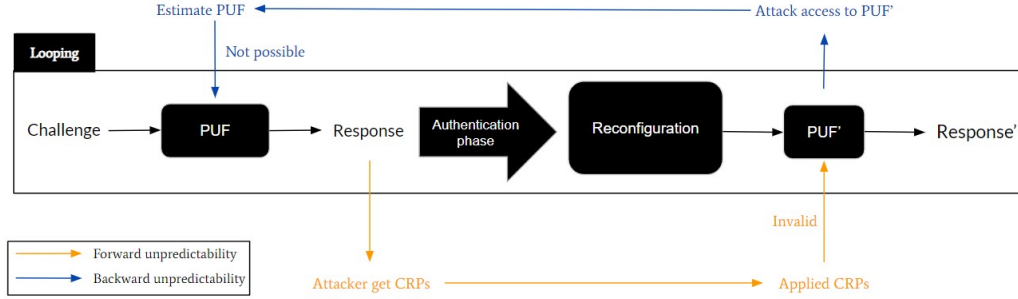 Estimate PUF
Attack access to PUF'
Not possible
Looping
Challenge
PUF
Response
Authentication
phase
Reconfiguration
PUF'
Response'
Invalid
Forward unpredictability
Backward unpredictability
Attacker get CRPs
Applied CRPs